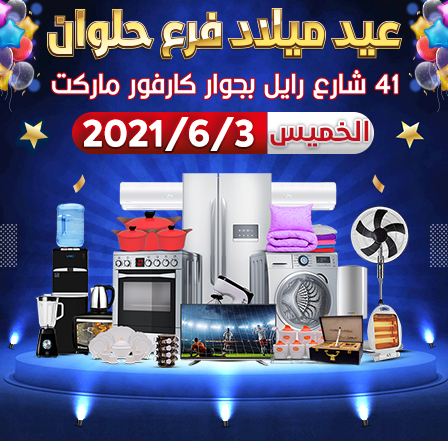 عيد ميلاد فرع حلوان
41 شارع رايل بجوار كارفور ماركت
الخميس 2021/6/3